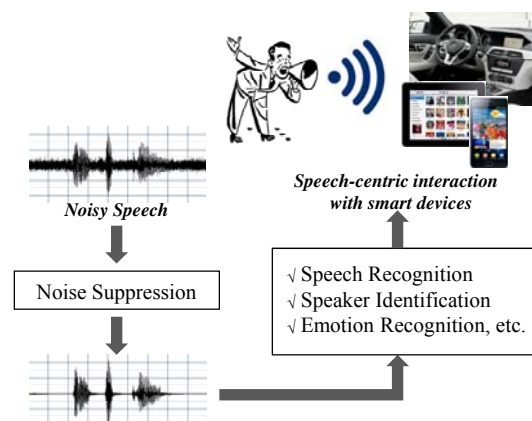 Noisy Speech
Noise Suppression
Speech-centric interaction
with smart devices
√ Speech Recognition
√ Speaker Identification
√ Emotion Recognition, etc.